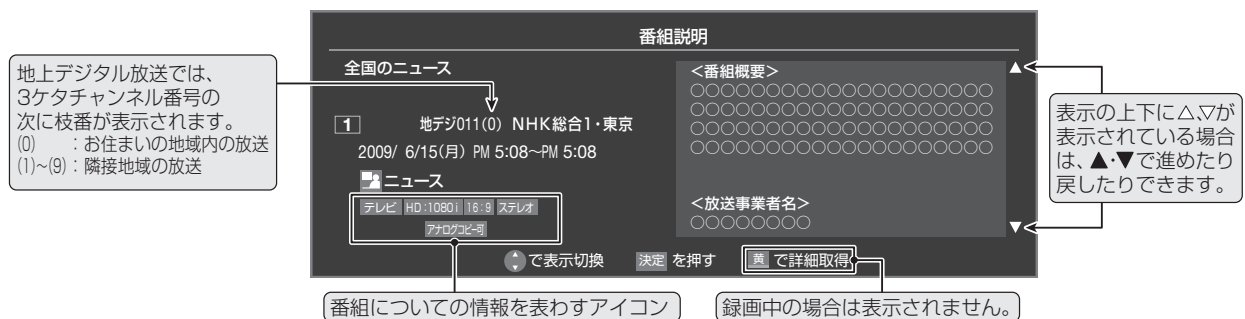 番組説明
地上デジタル放送では、
3ケタチャンネル番号の
次に枝番が表示されます。
(0)　：お住まいの地域内の放送
(1)~(9)：隣接地域の放送
全国のニュース
1　地デジ011(0) NHK総合1・東京
2009/ 6/15(月) PM 5:08～PM 5:08
ニュース
テレビ HD:1080i 16:9 ステレオ
アナログコピー可
<番組概要>
○○○○○○○○○○○○○○○○○○○○
○○○○○○○○○○○○○○○○○○○○
○○○○○○○○○○○○○○○○○○○○
○○○○○○○○○○○○○○○○○○○○
<放送事業者名>
○○○○○○○○
▲
▼
表示の上下に△▽が
表示されている場合
は、▲・▼で進めたり
戻したりできます。
で表示切換　決定 を押す　黄 で詳細取得
番組についての情報を表わすアイコン
録画中の場合は表示されません。